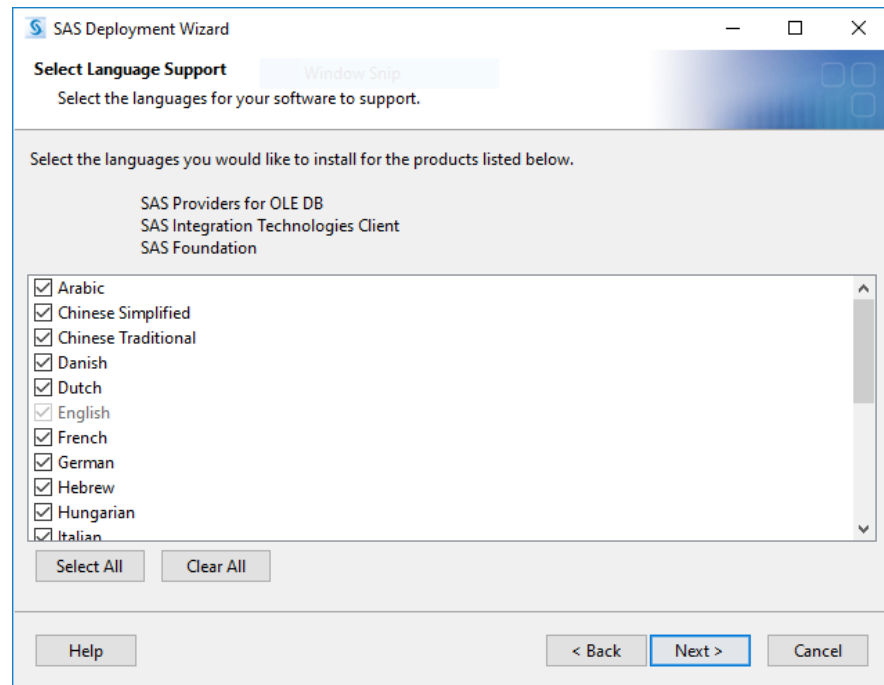 SAS Deployment Wizard
Select Language Support
Window Snip
Select the languages for your software to support.
Select the languages you would like to install for the products listed below.
SAS Providers for OLE DB
SAS Integration Technologies Client
SAS Foundation
Arabic
Chinese Simplified
Chinese Traditional
Danish
Dutch
English
French
German
Hebrew
Hungarian
Italian
Select All
Clear All
Help
< Back
Next >
Cancel